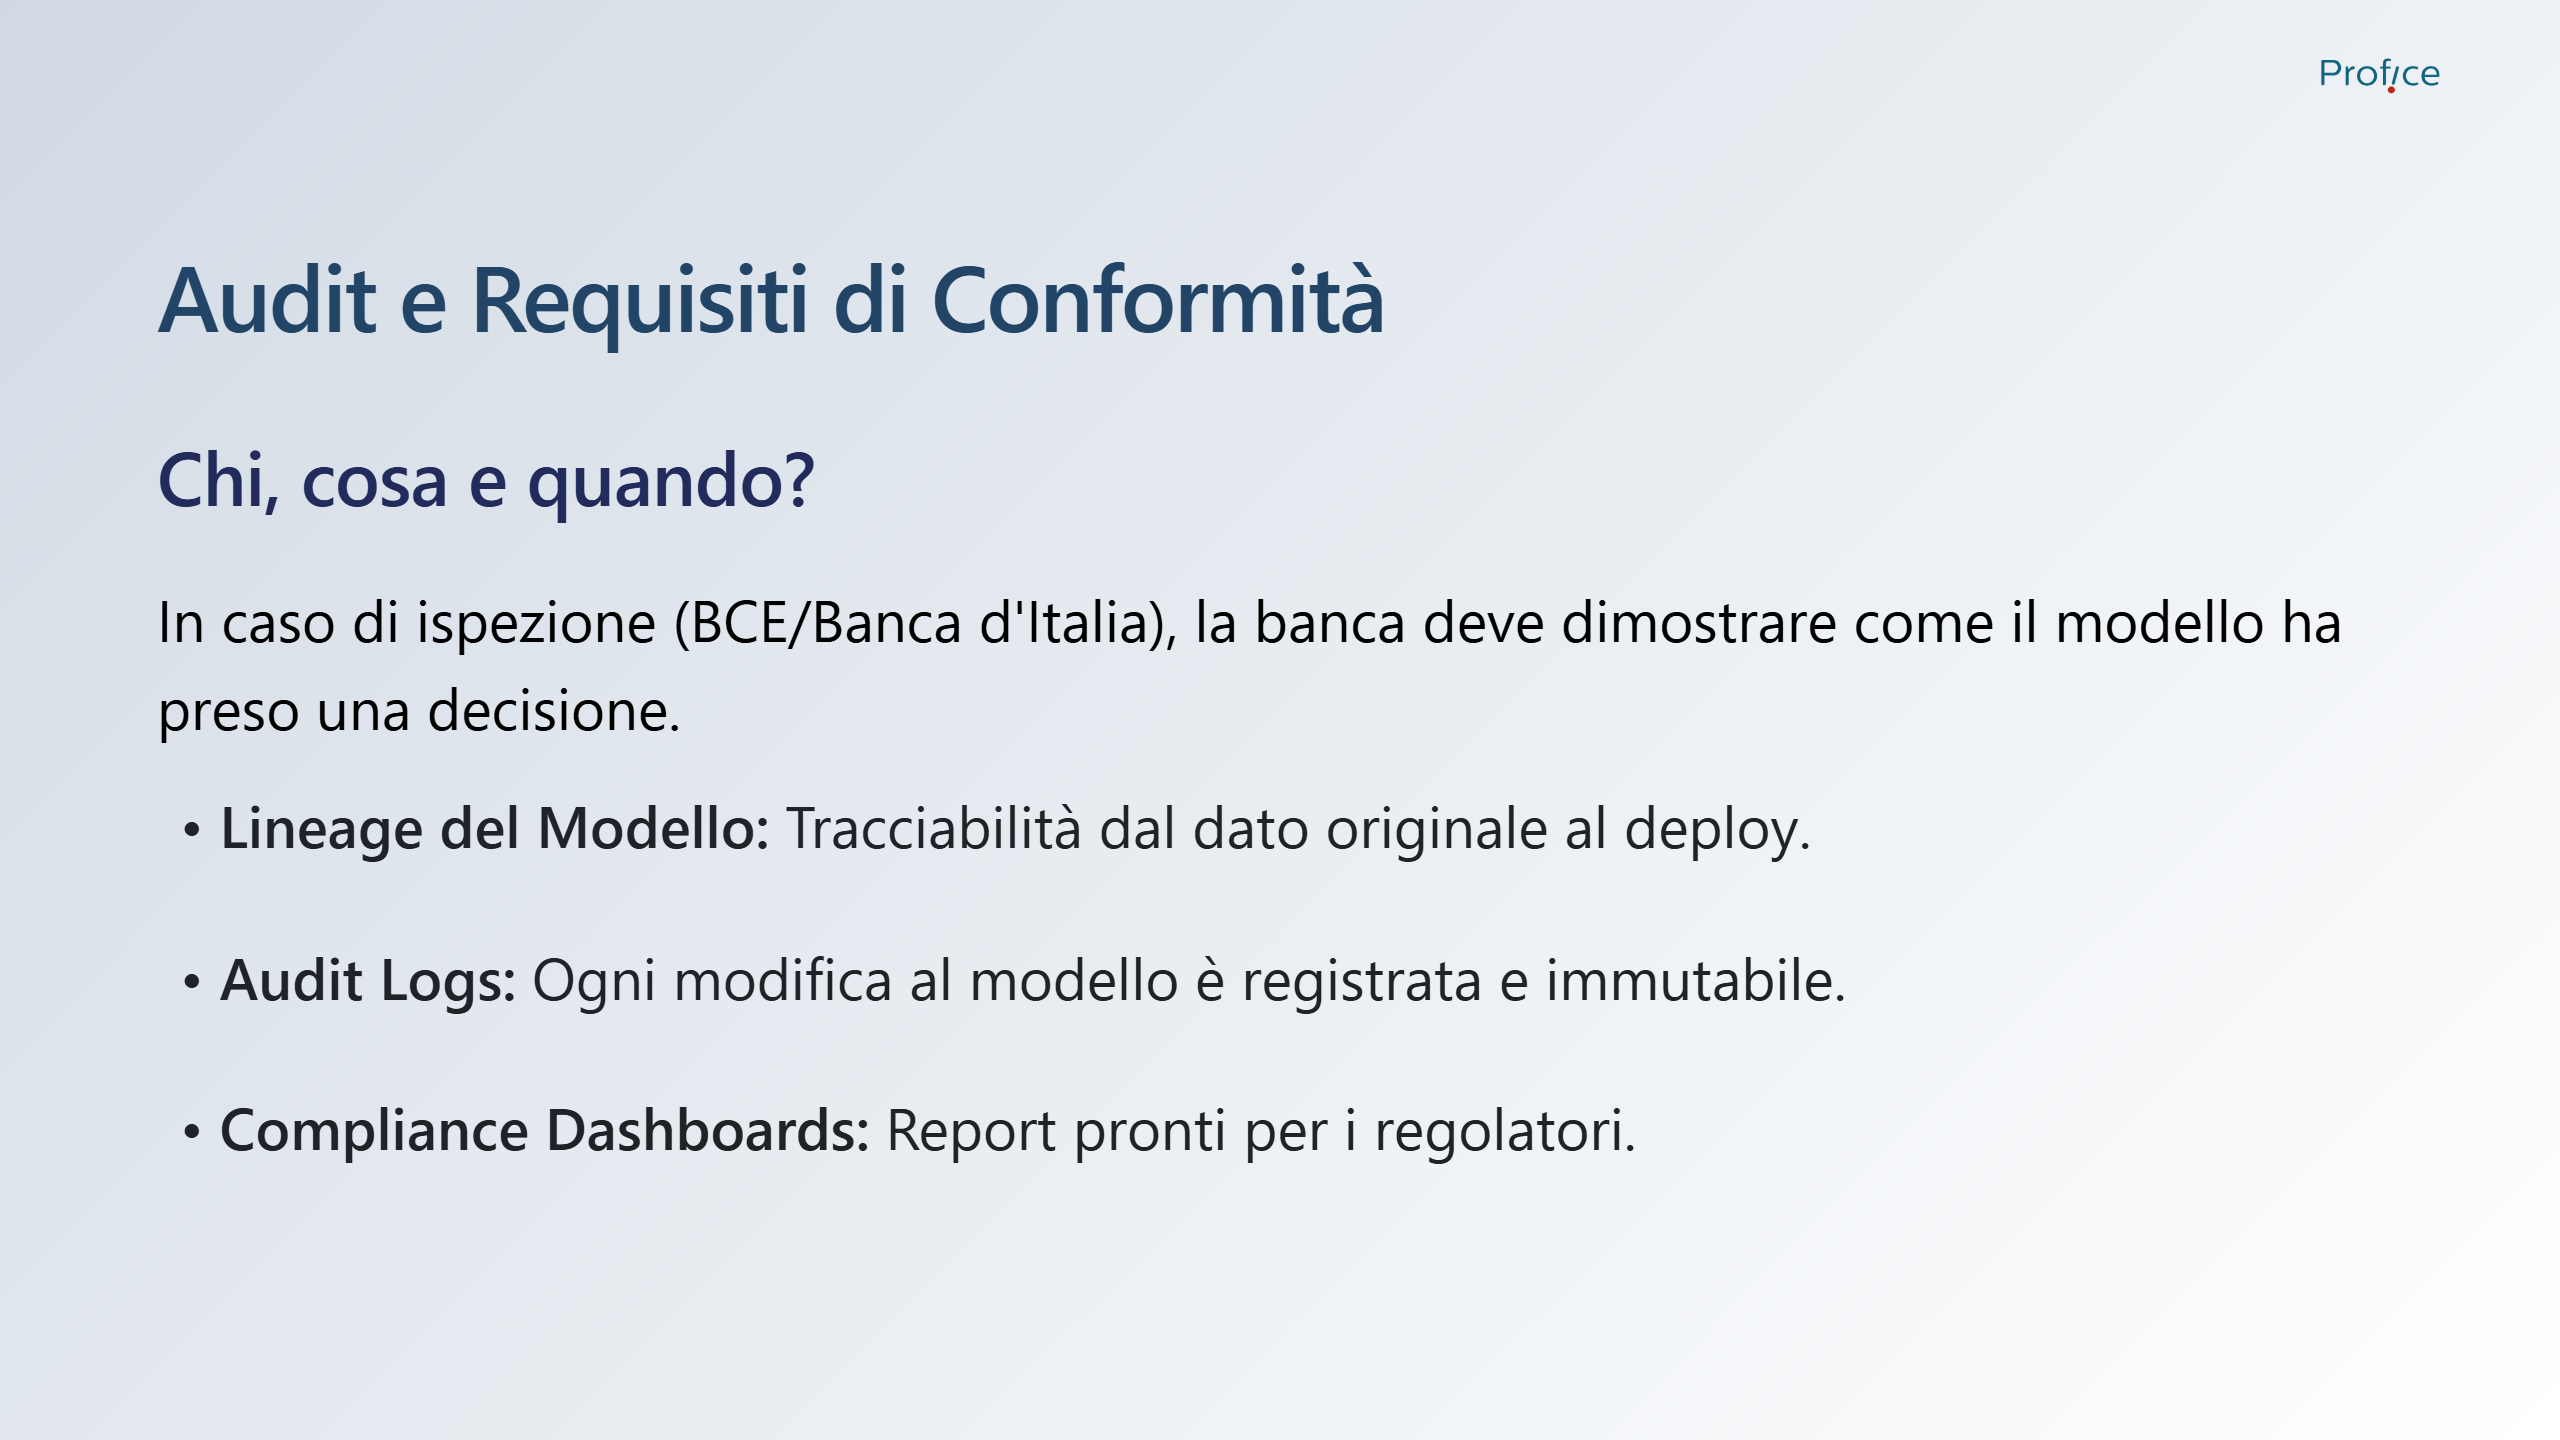 Profice
Audit e Requisiti di Conformità
Chi, cosa e quando?
In caso di ispezione (BCE/Banca d'Italia), la banca deve dimostrare come il modello ha
preso una decisione.
• Lineage del Modello: Tracciabilità dal dato originale al deploy.
• Audit Logs: Ogni modifica al modello è registrata e immutabile.
• Compliance Dashboards: Report pronti per i regolatori.